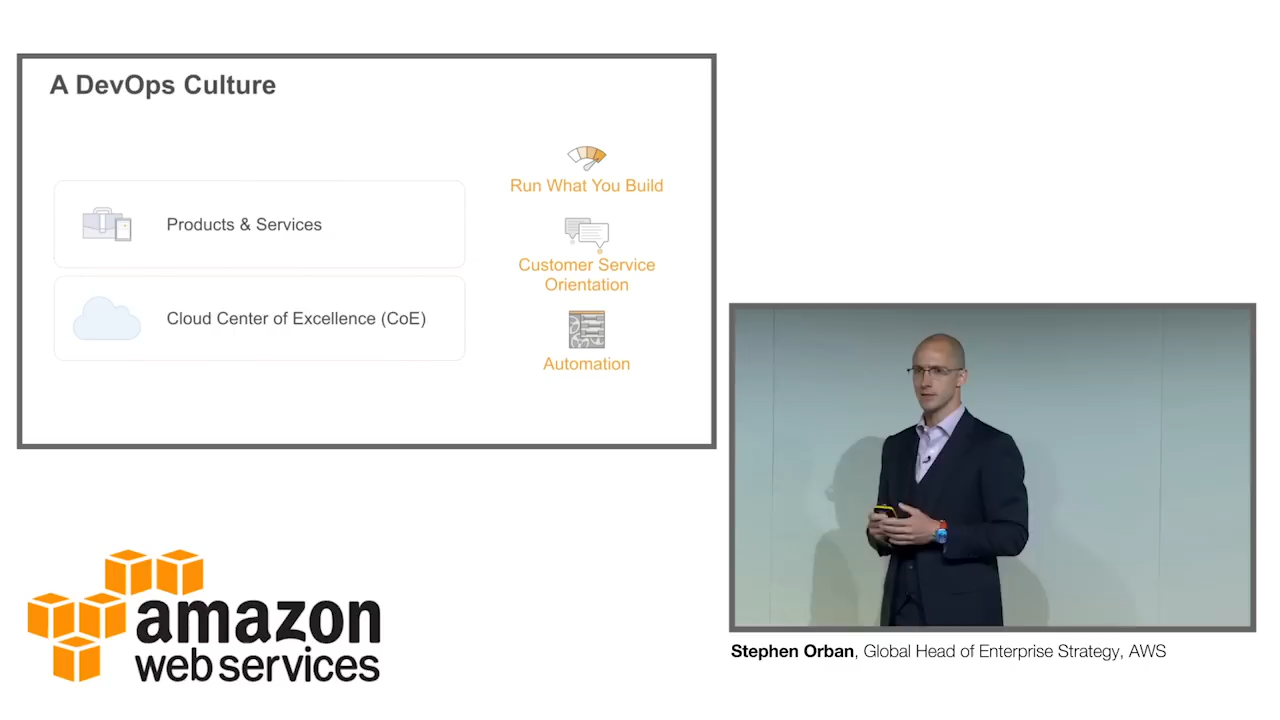 A DevOps Culture
Products & Services
Cloud Center of Excellence (CoE)
Run What You Build
Customer Service
Orientation
Automation
amazon
web services
Stephen Orban, Global Head of Enterprise Strategy, AWS